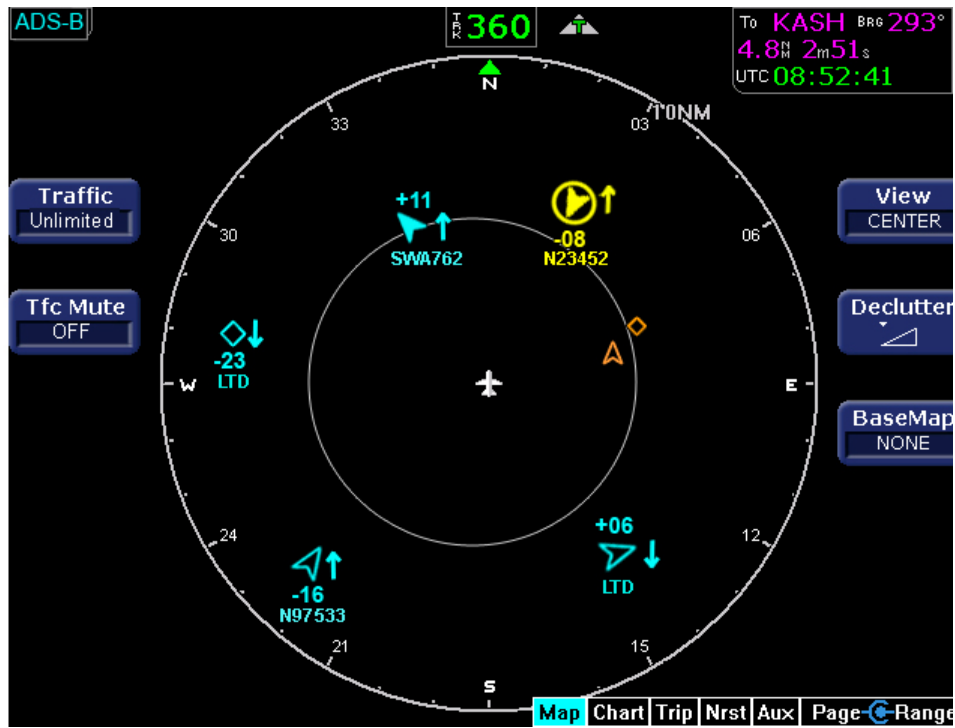 ADS-B
TRK 360
T
To KASH BRG 293°
4.8NM 2m51s
UTC 08:52:41
N
33
03
10NM
Traffic
Unlimited
+11
SWA762
-08
N23452
View
CENTER
30
06
Tfc Mute
OFF
-23
LTD
Declutter
W
E
BaseMap
NONE
24
+06
12
LTD
-16
N97533
21
15
S
Map Chart Trip Nrst Aux Page Range